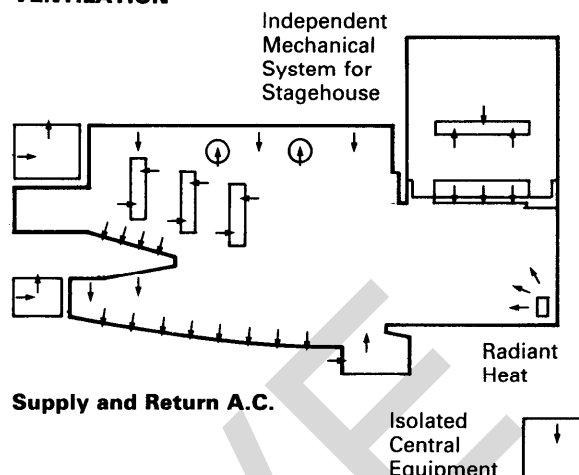 VENTILATION
Independent
Mechanical
System for
Stagehouse
Radiant
Heat
Supply and Return A.C.
Isolated
Central
Equipment